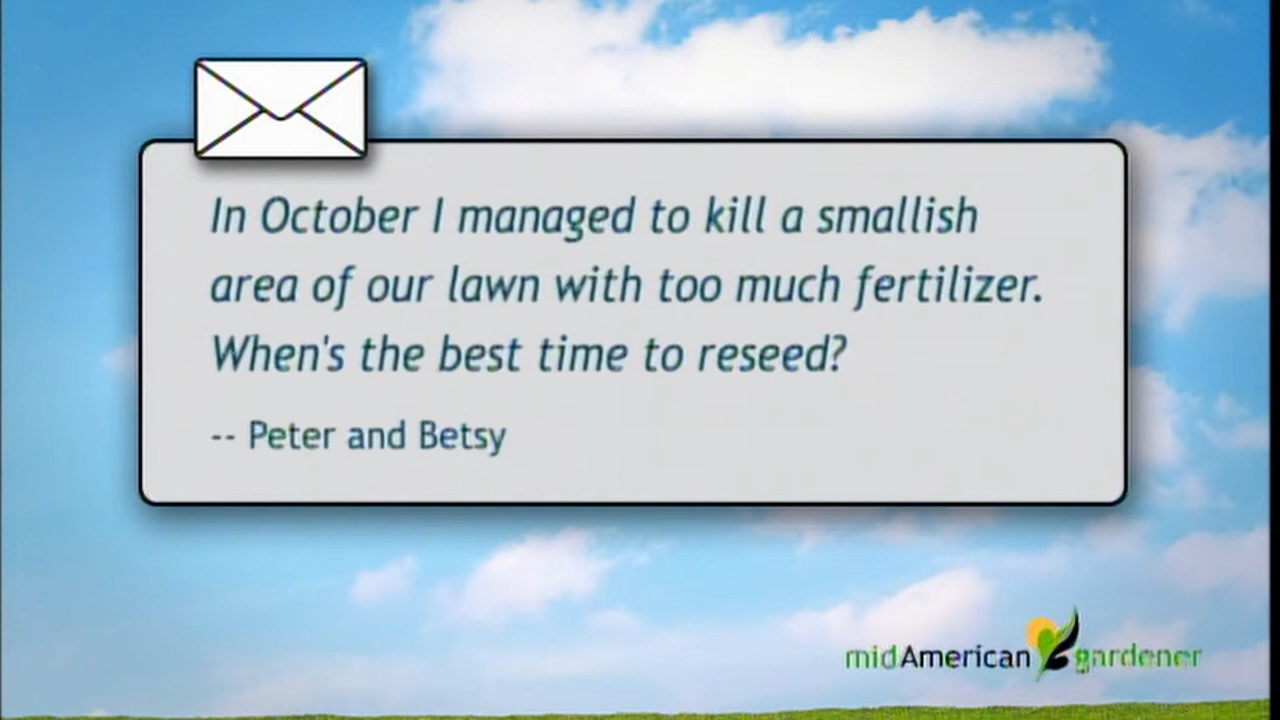 In October I managed to kill a smallish
area of our lawn with too much fertilizer.
When's the best time to reseed?
-- Peter and Betsy
midAmerican gardener